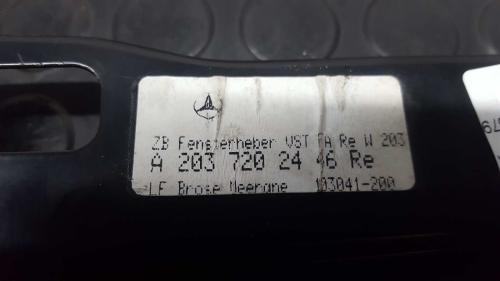 ZB Fensterheber VST FA Re W 203
A 203 720 24 46 Re
LF Brose Meerane 103041-200